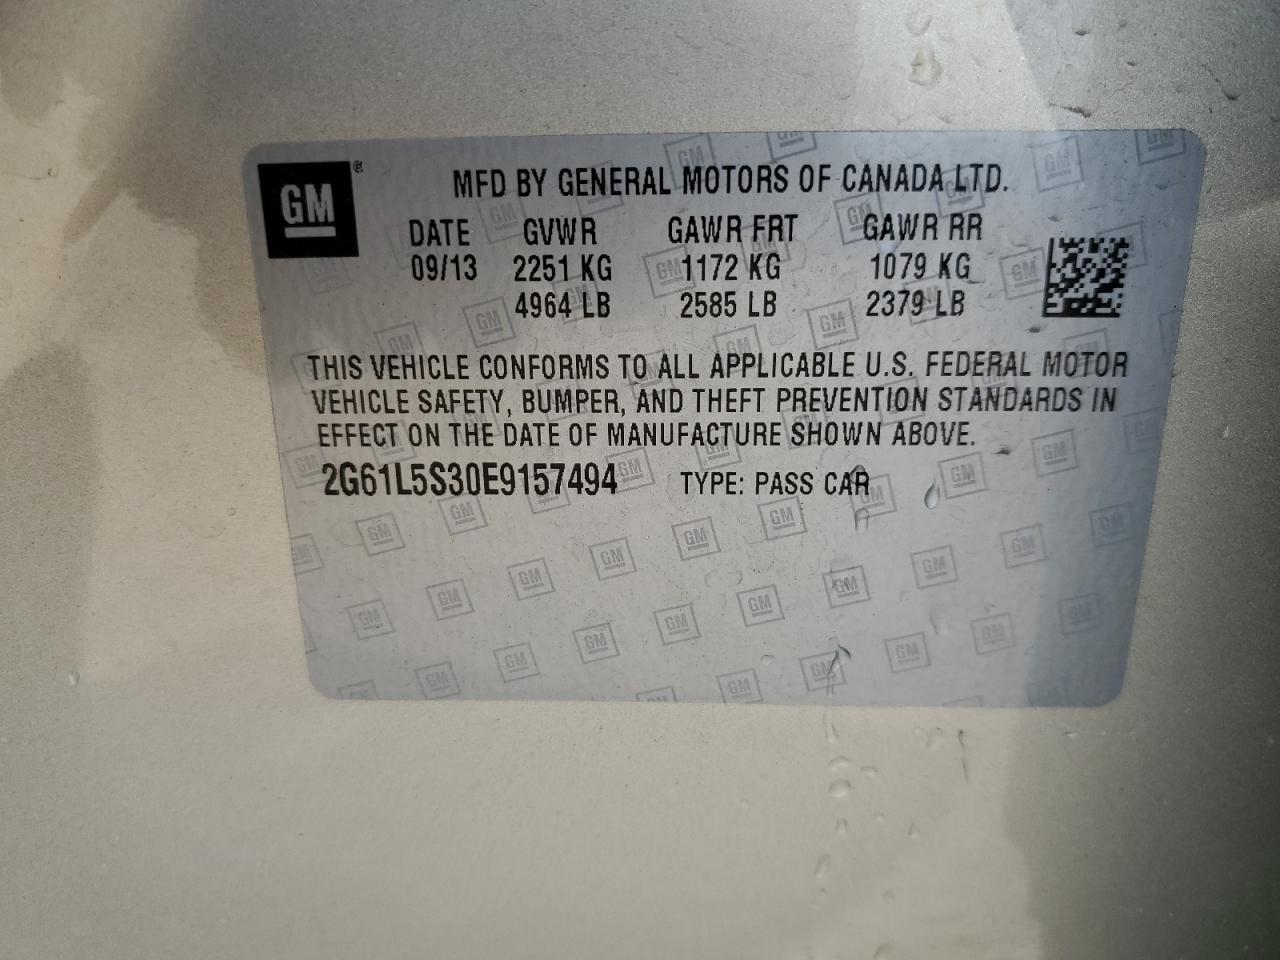 GM ®
MFD BY GENERAL MOTORS OF CANADA LTD.
DATE GVWR GAWR FRT GAWR RR
09/13 2251 KG 1172 KG 1079 KG
4964 LB 2585 LB 2379 LB
THIS VEHICLE CONFORMS TO ALL APPLICABLE U.S. FEDERAL MOTOR
VEHICLE SAFETY, BUMPER, AND THEFT PREVENTION STANDARDS IN
EFFECT ON THE DATE OF MANUFACTURE SHOWN ABOVE.
2G61L5S30E9157494 TYPE: PASS CAR